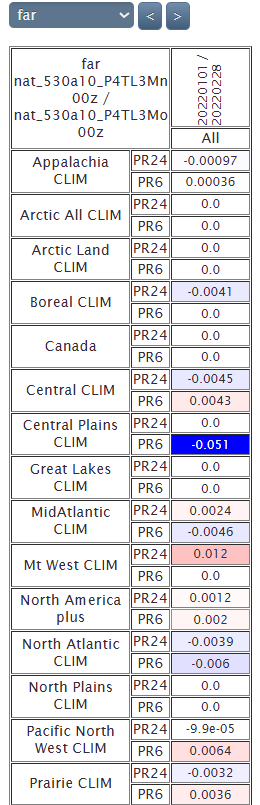 far
<
>
far
nat_530a10_P4TL3Mn
00z /
nat_530a10_P4TL3Mo
00z
20220101 /
20220228
All
Appalachia
CLIM
PR24
-0.00097
PR6
0.00036
Arctic All CLIM
PR24
0.0
PR6
0.0
Arctic Land
CLIM
PR24
0.0
PR6
0.0
Boreal CLIM
PR24
-0.0041
PR6
0.0
Canada
PR24
0.0
PR6
0.0
Central CLIM
PR24
-0.0045
PR6
0.0043
Central Plains
CLIM
PR24
0.0
PR6
-0.051
Great Lakes
CLIM
PR24
0.0
PR6
0.0
MidAtlantic
CLIM
PR24
0.0024
PR6
-0.0046
Mt West CLIM
PR24
0.012
PR6
0.0
North America
plus
PR24
0.0012
PR6
0.002
North Atlantic
CLIM
PR24
-0.0039
PR6
-0.006
North Plains
CLIM
PR24
0.0
PR6
0.0
Pacific North
West CLIM
PR24
-9.9e-05
PR6
0.0064
Prairie CLIM
PR24
-0.0032
PR6
0.0036